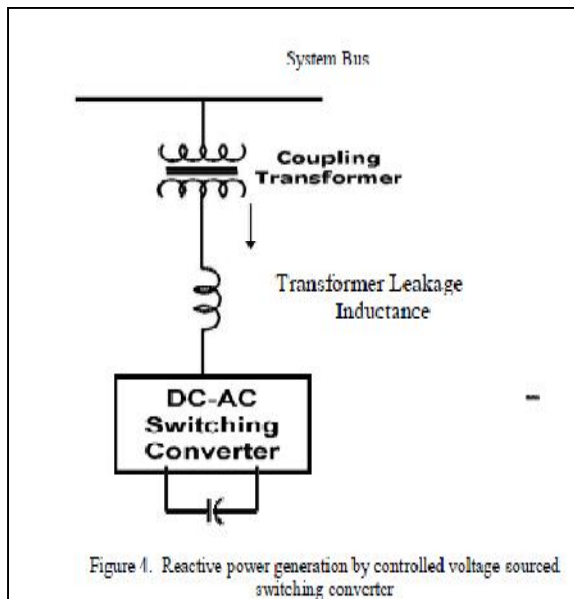 System Bus
Coupling
Transformer
Transformer Leakage
Inductance
DC-AC
Switching
Converter
Figure 4. Reactive power generation by controlled voltage sourced
switching converter